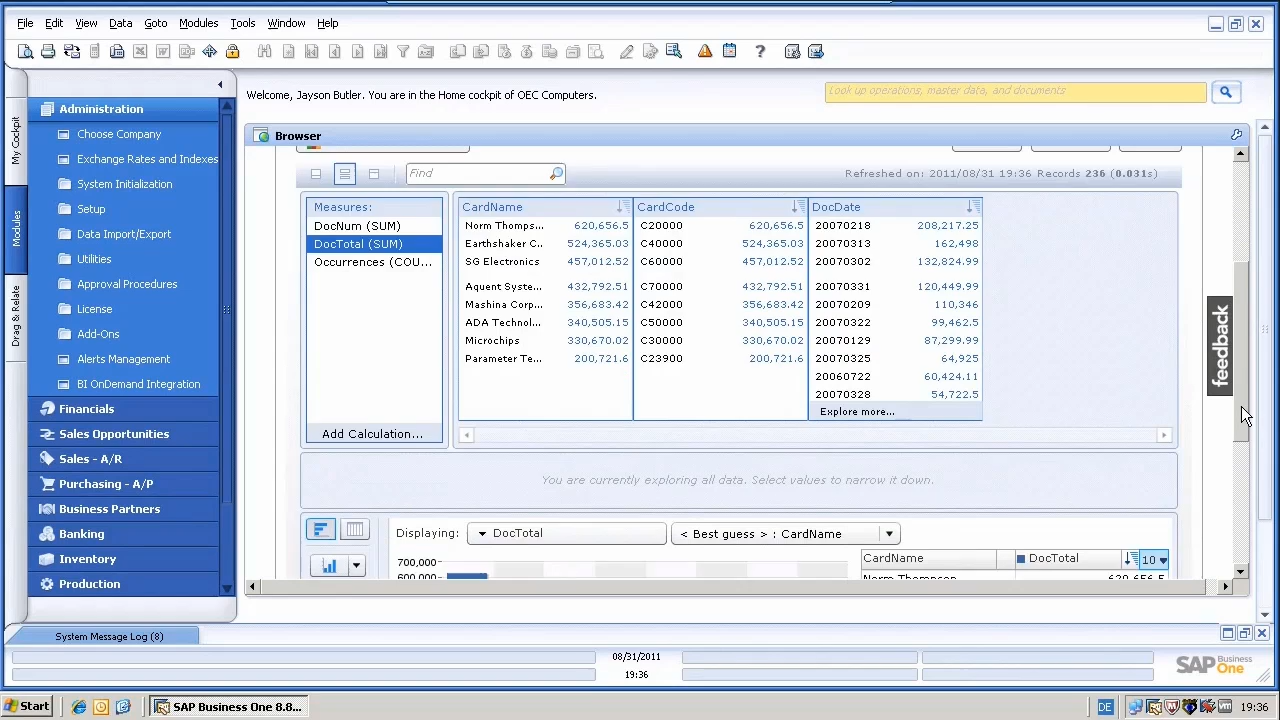 File Edit View Data Goto Modules Tools Window Help
Welcome, Jayson Butler. You are in the Home cockpit of OEC Computers.
Look up operations, master data, and documents
My Cockpit
Modules
Drag & Relate
Administration
Choose Company
Exchange Rates and Indexes
System Initialization
Setup
Data Import/Export
Utilities
Approval Procedures
License
Add-Ons
Alerts Management
BI OnDemand Integration
Financials
Sales Opportunities
Sales - A/R
Purchasing - A/P
Business Partners
Banking
Inventory
Production
Browser
Find
Refreshed on: 2011/08/31 19:36 Records 236 (0.031s)
Measures:
DocNum (SUM)
DocTotal (SUM)
Occurrences (COU...
Add Calculation...
CardName
Norm Thomps... 620,656.5
Earthshaker C.. 524,365.03
SG Electronics 457,012.52
Aquent Syste... 432,792.51
Mashina Corp... 356,683.42
ADA Technol... 340,505.15
Microchips 330,670.02
Parameter Te... 200,721.6
CardCode
C20000 620,656.5
C40000 524,365.03
C60000 457,012.52
C70000 432,792.51
C42000 356,683.42
C50000 340,505.15
C30000 330,670.02
C23900 200,721.6
DocDate
20070218 208,217.25
20070313 162,498
20070302 132,824.99
20070331 120,449.99
20070209 110,346
20070322 99,462.5
20070129 87,299.99
20070325 64,925
20060722 60,424.11
20070328 54,722.5
Explore more...
feedback
You are currently exploring all data. Select values to narrow it down.
Displaying: DocTotal < Best guess > : CardName
700,000
600,000
CardName DocTotal 10
Norm Thompson 620,656.5
System Message Log (8)
08/31/2011
19:36
SAP Business One
Start SAP Business One 8.8... DE 19:36